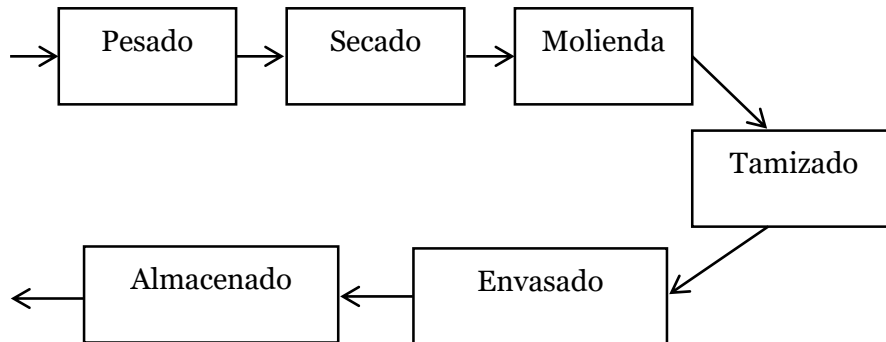 Pesado
Secado
Molienda
Tamizado
Envasado
Almacenado